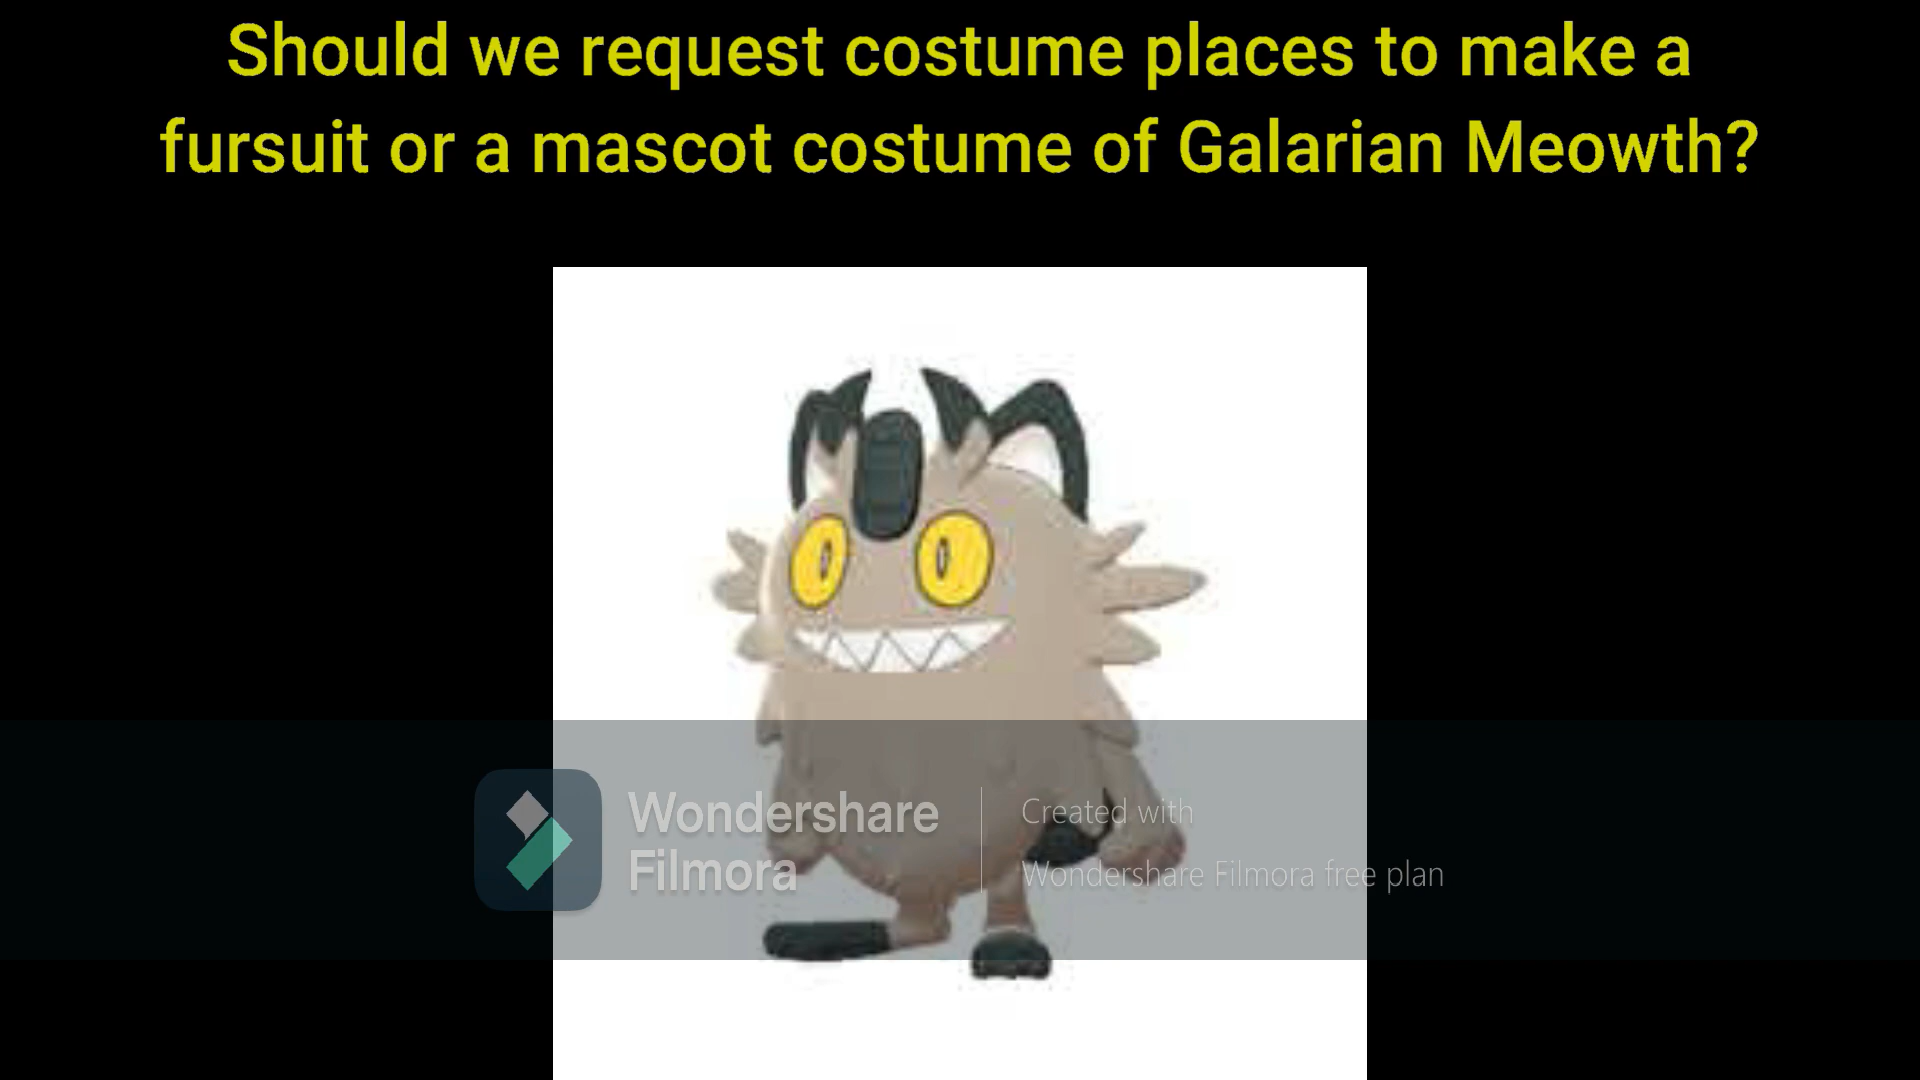 Should we request costume places to make a
fursuit or a mascot costume of Galarian Meowth?
Wondershare
Filmora
Created with
Wondershare Filmora free plan